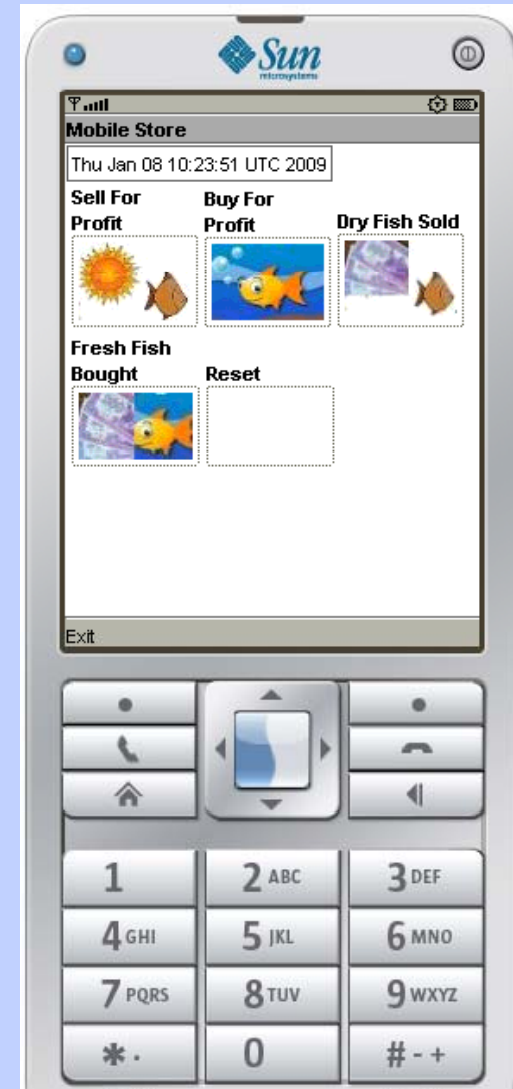 Sun
microsystems
Mobile Store
Thu Jan 08 10:23:51 UTC 2009
Sell For
Profit
Buy For
Profit
Dry Fish Sold
Fresh Fish
Bought
Reset
Exit
1
2 ABC
3 DEF
4 GHI
5 JKL
6 MNO
7 PQRS
8 TUV
9 WXYZ
* .
0
# - +